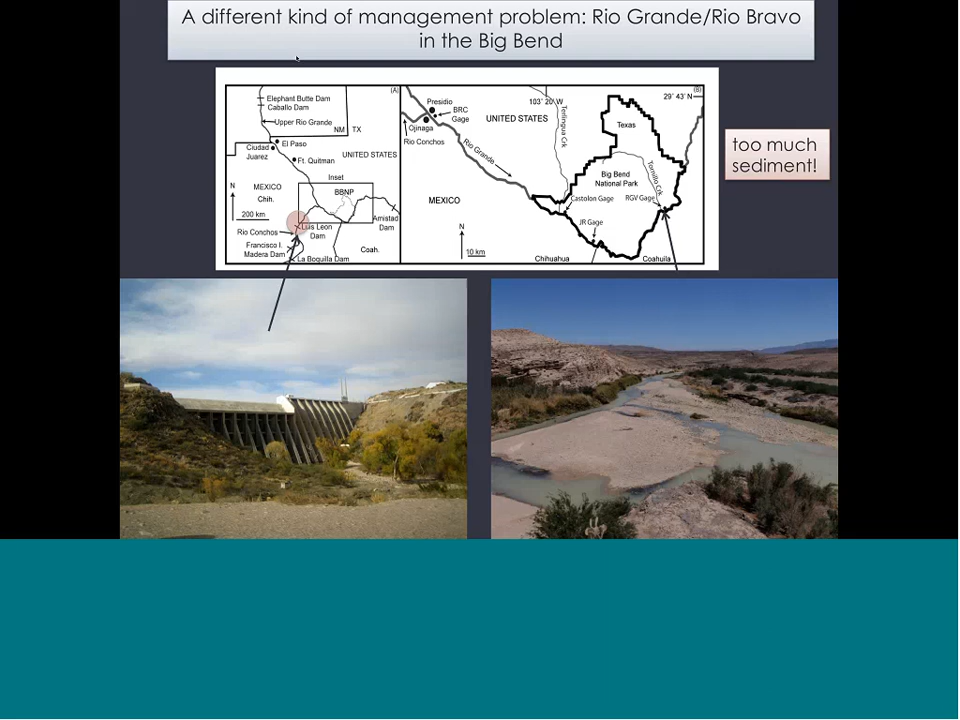 A different kind of management problem: Rio Grande/Rio Bravo
in the Big Bend
too much
sediment!
(A)
Elephant Butte Dam
Caballo Dam
Upper Rio Grande
NM
TX
El Paso
Ciudad
Juarez
Ft. Quitman
UNITED STATES
Inset
N
MEXICO
BBNP
Chih.
200 km
Amistad
Dam
Luis Leon
Dam
Rio Conchos
Francisco I.
Madera Dam
Coah.
La Boquilla Dam
(B)
29° 43' N
103° 20' W
Presidio
BRC
Gage
UNITED STATES
Ojinaga
Rio Conchos
Terlingua Crk
Texas
Rio Grande
Big Bend
National Park
Tornillo Crk
MEXICO
Castolon Gage
RGV Gage
JR Gage
N
10 km
Chihuahua
Coahuila